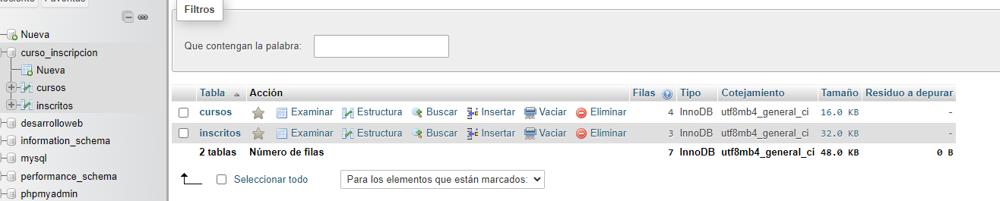 Reciente Favoritas
Nueva
curso_inscripcion
Nueva
cursos
inscritos
desarrolloweb
information_schema
mysql
performance_schema
phpmyadmin
Filtros
Que contengan la palabra:
Tabla Acción Filas Tipo Cotejamiento Tamaño Residuo a depurar
cursos Examinar Estructura Buscar Insertar Vaciar Eliminar 4 InnoDB utf8mb4_general_ci 16.0 KB -
inscritos Examinar Estructura Buscar Insertar Vaciar Eliminar 3 InnoDB utf8mb4_general_ci 32.0 KB -
2 tablas Número de filas 7 InnoDB utf8mb4_general_ci 48.0 KB 0 B
Seleccionar todo Para los elementos que están marcados: